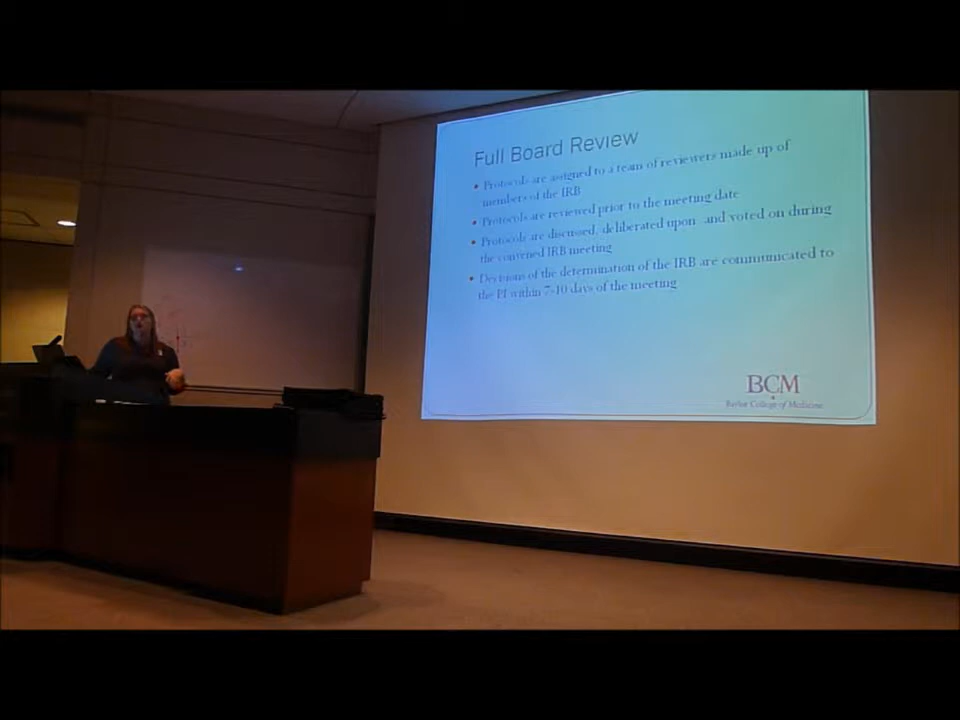 Full Board Review
• Protocols are assigned to a team of reviewers made up of
members of the IRB
• Protocols are reviewed prior to the meeting date
• Protocols are discussed, deliberated upon and voted on during
the convened IRB meeting
• Decisions of the determination of the IRB are communicated to
the PI within 7-10 days of the meeting
BCM
Baylor College of Medicine